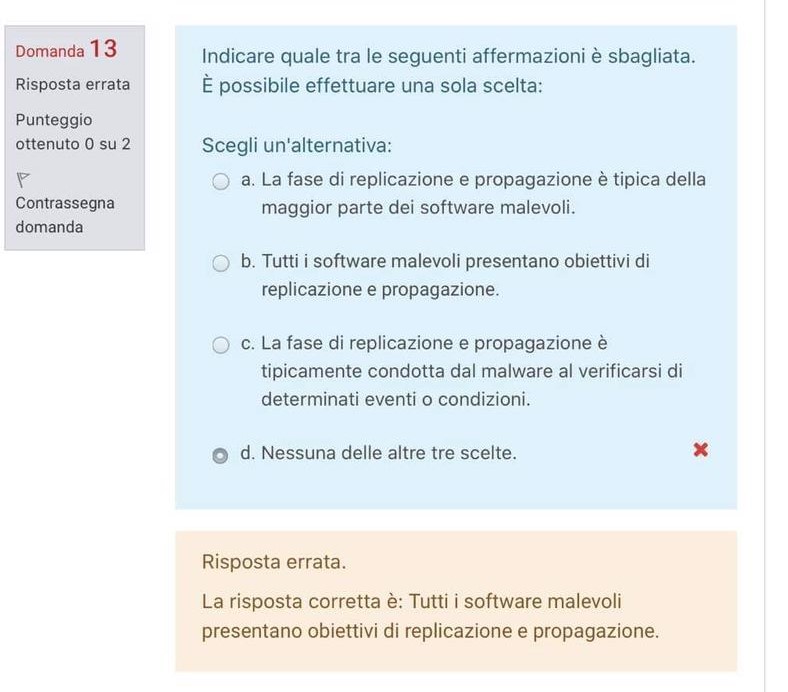 Domanda 13
Risposta errata
Punteggio
ottenuto 0 su 2
Contrassegna
domanda
Indicare quale tra le seguenti affermazioni è sbagliata.
È possibile effettuare una sola scelta:
Scegli un'alternativa:
a. La fase di replicazione e propagazione è tipica della
maggior parte dei software malevoli.
b. Tutti i software malevoli presentano obiettivi di
replicazione e propagazione.
c. La fase di replicazione e propagazione è
tipicamente condotta dal malware al verificarsi di
determinati eventi o condizioni.
d. Nessuna delle altre tre scelte.
Risposta errata.
La risposta corretta è: Tutti i software malevoli
presentano obiettivi di replicazione e propagazione.